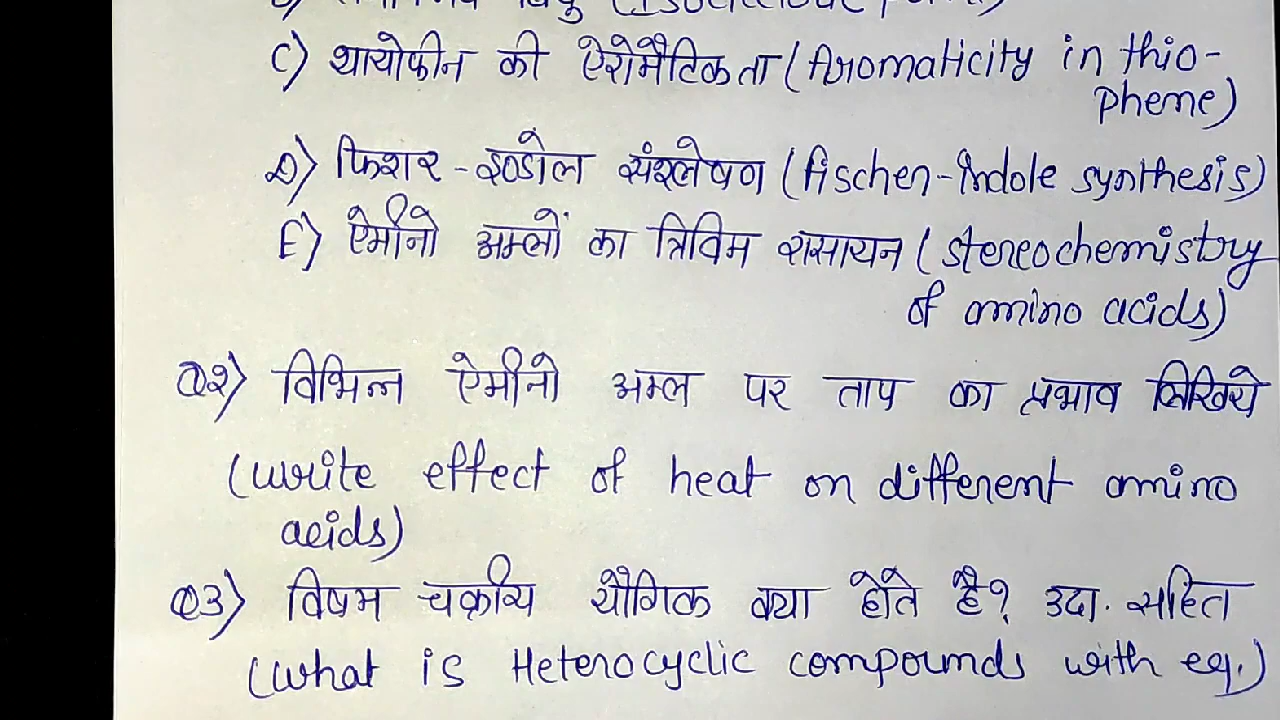 C) थायोफीन की ऐरोमैटिकता (Aromaticity in thio-
phene)
D) फिशर - इण्डोल संश्लेषण (fischer-Indole synthesis)
E) ऐमीनो अम्लों का त्रिविम रासायन (stereochemistry
of amino acids)
Q2) विभिन्न ऐमीनो अम्ल पर ताप का प्रभाव लिखिये
(write effect of heat on different amino
acids)
Q3) विषम चक्रीय यौगिक क्या होते है? उदा. सहित
(what is Heterocyclic compounds with eg.)